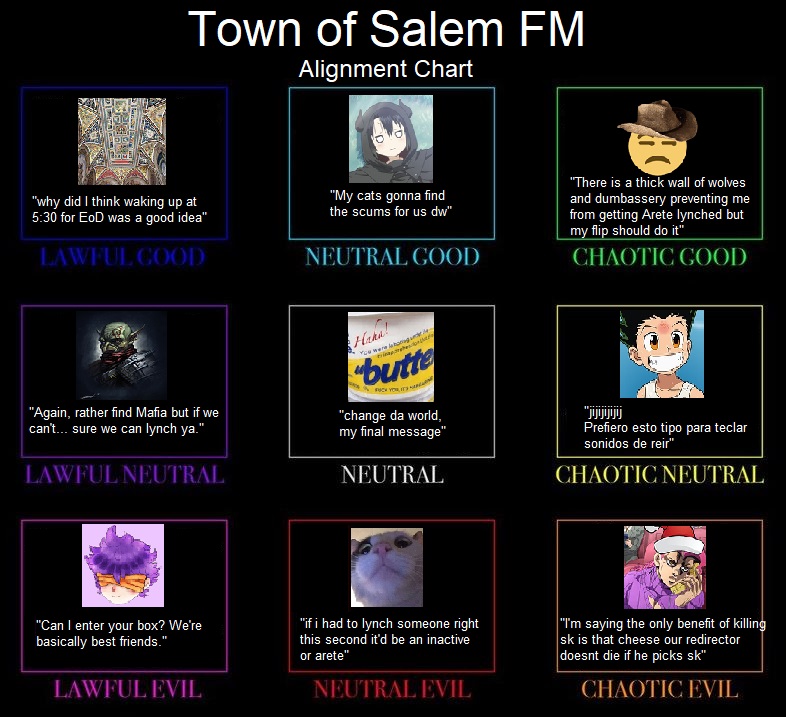 Town of Salem FM
Alignment Chart
"why did I think waking up at
5:30 for EoD was a good idea"
LAWFUL GOOD
"My cats gonna find
the scums for us dw"
NEUTRAL GOOD
"There is a thick wall of wolves
and dumbassery preventing me
from getting Arete lynched but
my flip should do it"
CHAOTIC GOOD
"Again, rather find Mafia but if we
can't... sure we can lynch ya."
LAWFUL NEUTRAL
Haha!
You were
"butte
"change da world,
my final message"
NEUTRAL
"jijijijijij
Prefiero esto tipo para teclar
sonidos de reir"
CHAOTIC NEUTRAL
"Can I enter your box? We're
basically best friends."
LAWFUL EVIL
"if i had to lynch someone right
this second it'd be an inactive
or arete"
NEUTRAL EVIL
"I'm saying the only benefit of killing
sk is that cheese our redirector
doesnt die if he picks sk"
CHAOTIC EVIL